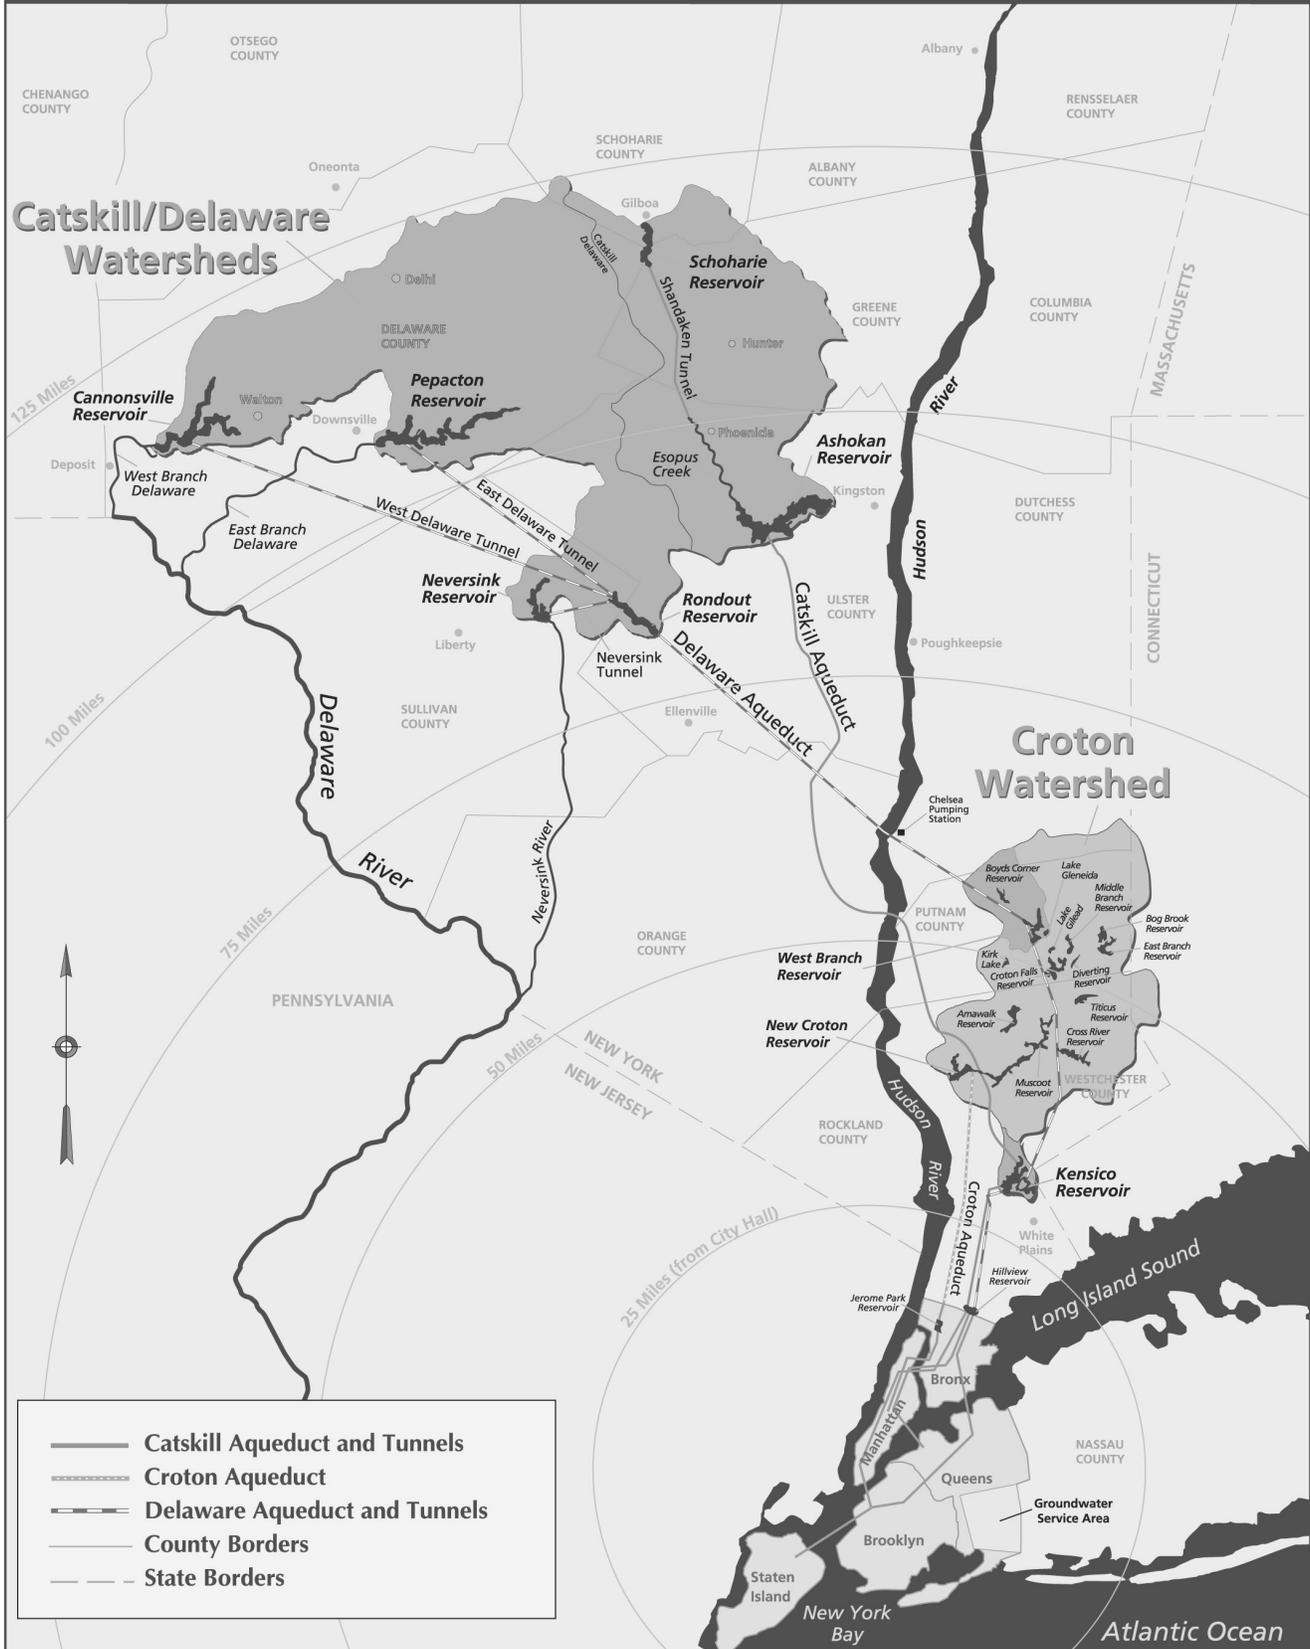 OTSEGO
COUNTY
CHENANGO
COUNTY
Albany
RENSSELAER
COUNTY
SCHOHARIE
COUNTY
ALBANY
COUNTY
Oneonta
Catskill/Delaware
Watersheds
Gilboa
Catskill
Delaware
Schoharie
Reservoir
Delhi
Shandaken Tunnel
GREENE
COUNTY
COLUMBIA
COUNTY
MASSACHUSETTS
DELAWARE
COUNTY
Hunter
125 Miles
Cannonsville
Reservoir
Walton
Pepacton
Reservoir
Downsville
River
Phoenicia
Ashokan
Reservoir
Deposit
West Branch
Delaware
Esopus
Creek
Kingston
East Branch
Delaware
West Delaware Tunnel
East Delaware Tunnel
DUTCHESS
COUNTY
Hudson
CONNECTICUT
Neversink
Reservoir
Rondout
Reservoir
Catskill Aqueduct
ULSTER
COUNTY
Liberty
Neversink
Tunnel
Poughkeepsie
Delaware Aqueduct
100 Miles
Delaware
SULLIVAN
COUNTY
Ellenville
Croton
Watershed
Chelsea
Pumping
Station
River
Neversink River
75 Miles
Boyds Corner
Reservoir
Lake
Gleneida
Middle
Branch
Reservoir
Lake
Gilead
Bog Brook
Reservoir
East Branch
Reservoir
PUTNAM
COUNTY
ORANGE
COUNTY
West Branch
Reservoir
Kirk
Lake
Croton Falls
Reservoir
Diverting
Reservoir
PENNSYLVANIA
Titicus
Reservoir
Amawalk
Reservoir
New Croton
Reservoir
Cross River
Reservoir
50 Miles
NEW YORK
NEW JERSEY
Muscoot
Reservoir
WESTCHESTER
COUNTY
Hudson
River
ROCKLAND
COUNTY
Kensico
Reservoir
Croton Aqueduct
White
Plains
25 Miles (from City Hall)
Hillview
Reservoir
Jerome Park
Reservoir
Long Island Sound
Bronx
Manhattan
Queens
NASSAU
COUNTY
Groundwater
Service Area
Brooklyn
Staten
Island
New York
Bay
Atlantic Ocean
Catskill Aqueduct and Tunnels
Croton Aqueduct
Delaware Aqueduct and Tunnels
County Borders
State Borders